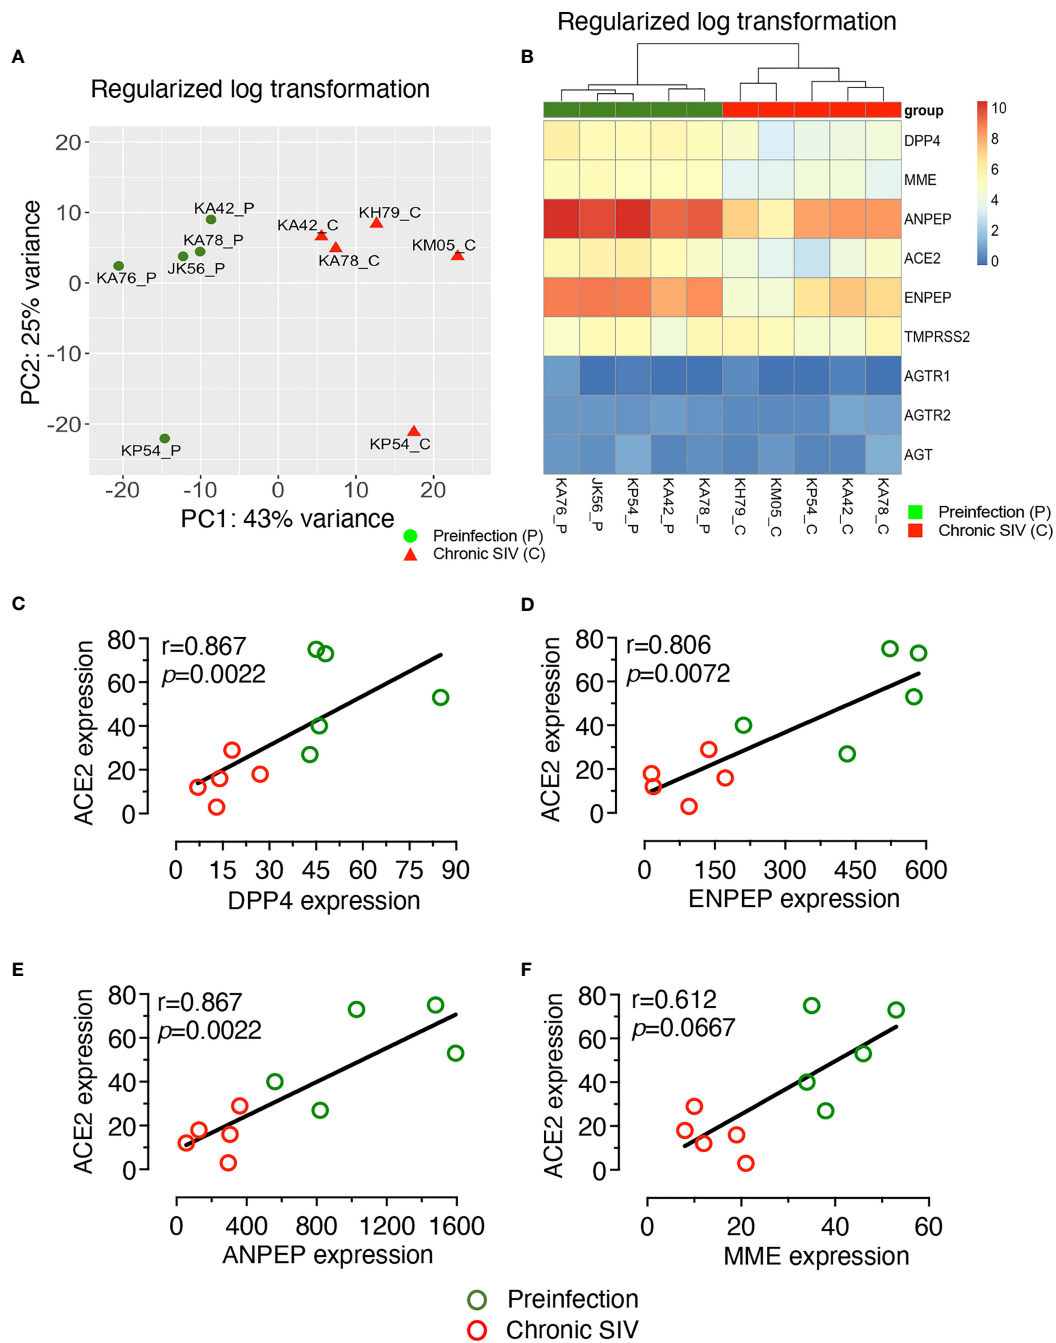 A
Regularized log transformation
PC2: 25% variance
20
10
0
-10
-20
KA42_P
KA78_P
JK56_P
KA76_P
KP54_P
KA42_C
KH79_C
KA78_C
KM05_C
KP54_C
-20
-10
0
10
20
PC1: 43% variance
Preinfection (P)
Chronic SIV (C)
B
Regularized log transformation
group
DPP4
MME
ANPEP
ACE2
ENPEP
TMPRSS2
AGTR1
AGTR2
AGT
KA76_P
JK56_P
KP54_P
KA42_P
KA78_P
KH79_C
KM05_C
KP54_C
KA42_C
KA78_C
10
8
6
4
2
0
Preinfection (P)
Chronic SIV (C)
C
r=0.867
p=0.0022
ACE2 expression
80
60
40
20
0
0
15
30
45
60
75
90
DPP4 expression
D
r=0.806
p=0.0072
ACE2 expression
80
60
40
20
0
0
150
300
450
600
ENPEP expression
E
r=0.867
p=0.0022
ACE2 expression
80
60
40
20
0
0
400
800
1200
1600
ANPEP expression
F
r=0.612
p=0.0667
ACE2 expression
80
60
40
20
0
0
20
40
60
MME expression
Preinfection
Chronic SIV